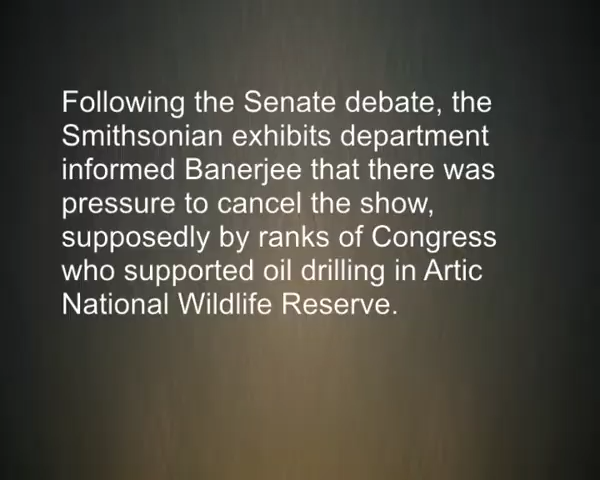 Following the Senate debate, the
Smithsonian exhibits department
informed Banerjee that there was
pressure to cancel the show,
supposedly by ranks of Congress
who supported oil drilling in Artic
National Wildlife Reserve.